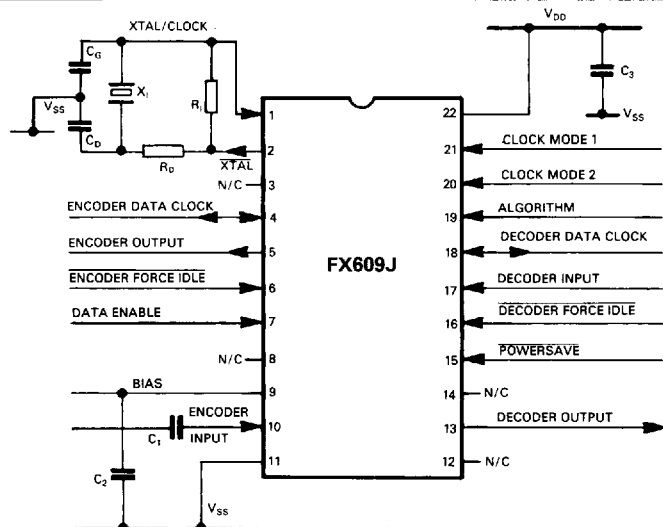 XTAL/CLOCK
V_DD
C_G
X_1
R_1
C_3
V_SS
V_SS
C_D
R_D
XTAL
1
2
N/C 3
ENCODER DATA CLOCK 4
ENCODER OUTPUT 5
ENCODER FORCE IDLE 6
DATA ENABLE 7
N/C 8
BIAS 9
ENCODER
INPUT
10
C_1
11
C_2
V_SS
FX609J
22
21 CLOCK MODE 1
20 CLOCK MODE 2
19 ALGORITHM
18 DECODER DATA CLOCK
17 DECODER INPUT
16 DECODER FORCE IDLE
15 POWERSAVE
14 N/C
13 DECODER OUTPUT
12 N/C